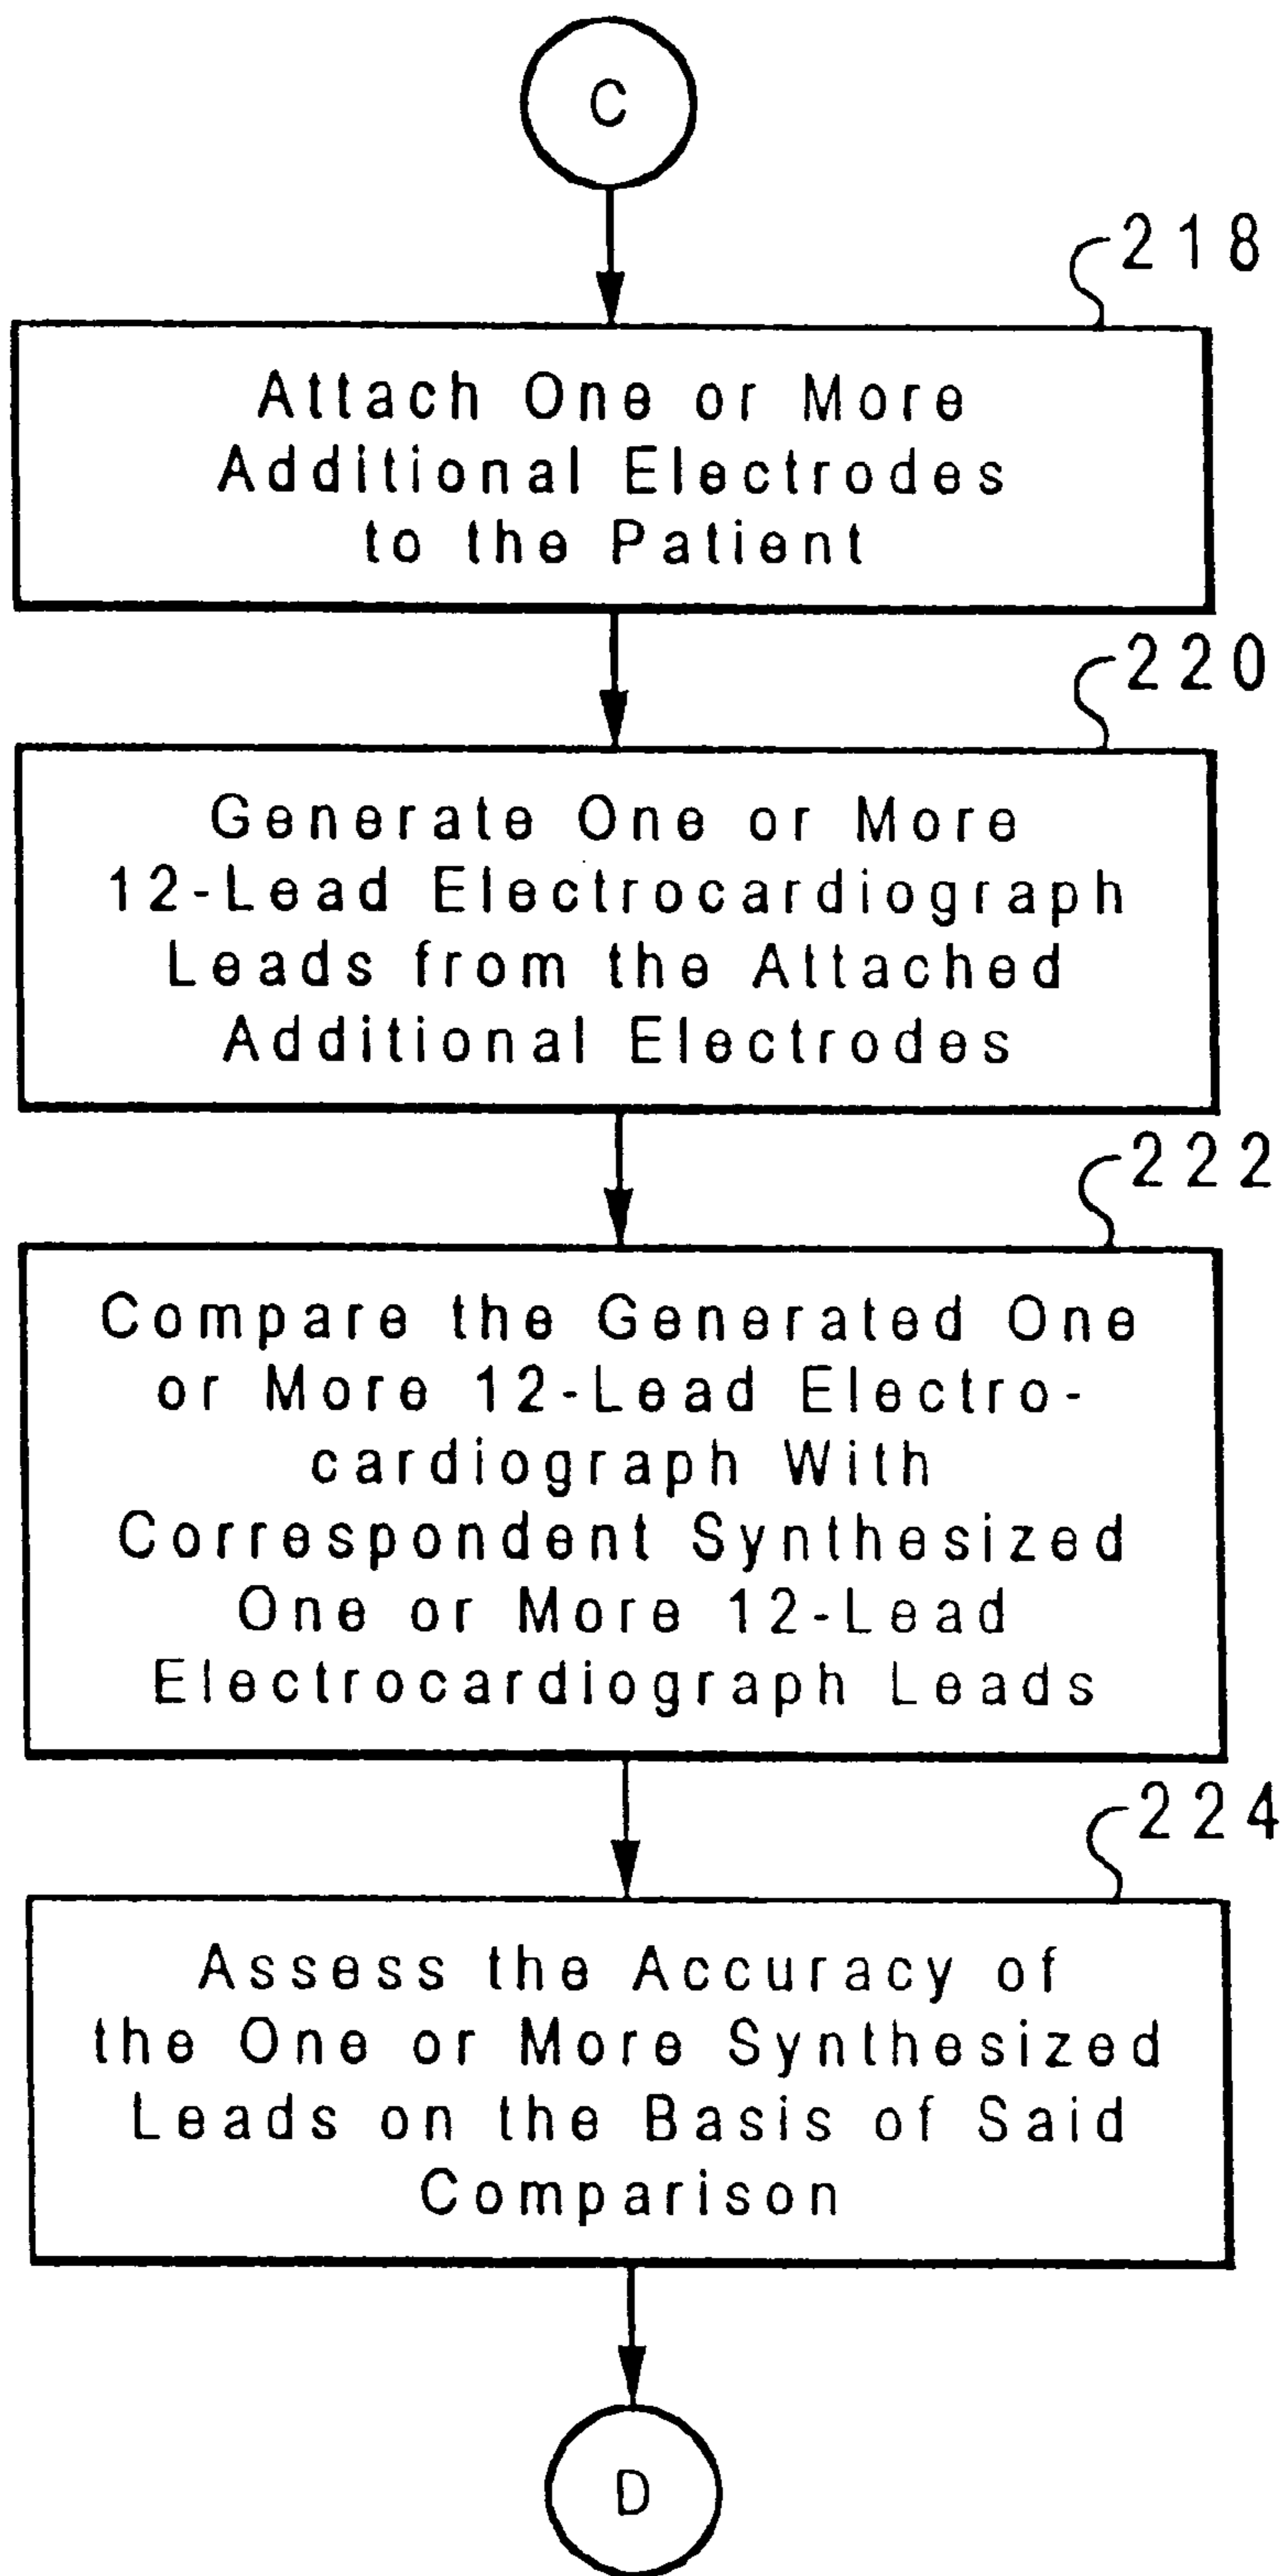 C
218
Attach One or More
Additional Electrodes
to the Patient
220
Generate One or More
12-Lead Electrocardiograph
Leads from the Attached
Additional Electrodes
222
Compare the Generated One
or More 12-Lead Electro-
cardiograph With
Correspondent Synthesized
One or More 12-Lead
Electrocardiograph Leads
224
Assess the Accuracy of
the One or More Synthesized
Leads on the Basis of Said
Comparison
D